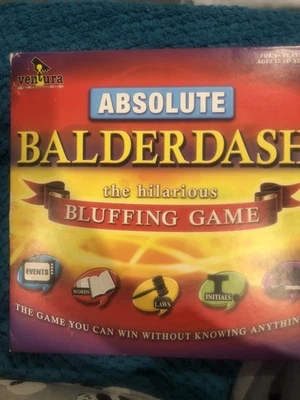 ventura
ABSOLUTE
BALDERDASH
the hilarious
BLUFFING GAME
EVENTS
WORDS
LAWS
INITIALS
THE GAME YOU CAN WIN WITHOUT KNOWING ANYTHIN